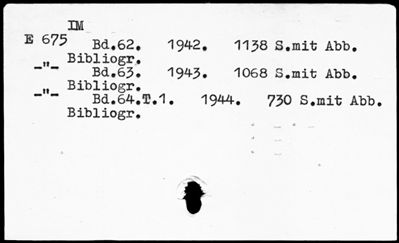 IM
E 675 Bd.62. 1942. 1138 S.mit Abb.
Bibliogr.
-"- Bd.63. 1943. 1068 S.mit Abb.
Bibliogr.
-"- Bd.64.T.1. 1944. 730 S.mit Abb.
Bibliogr.